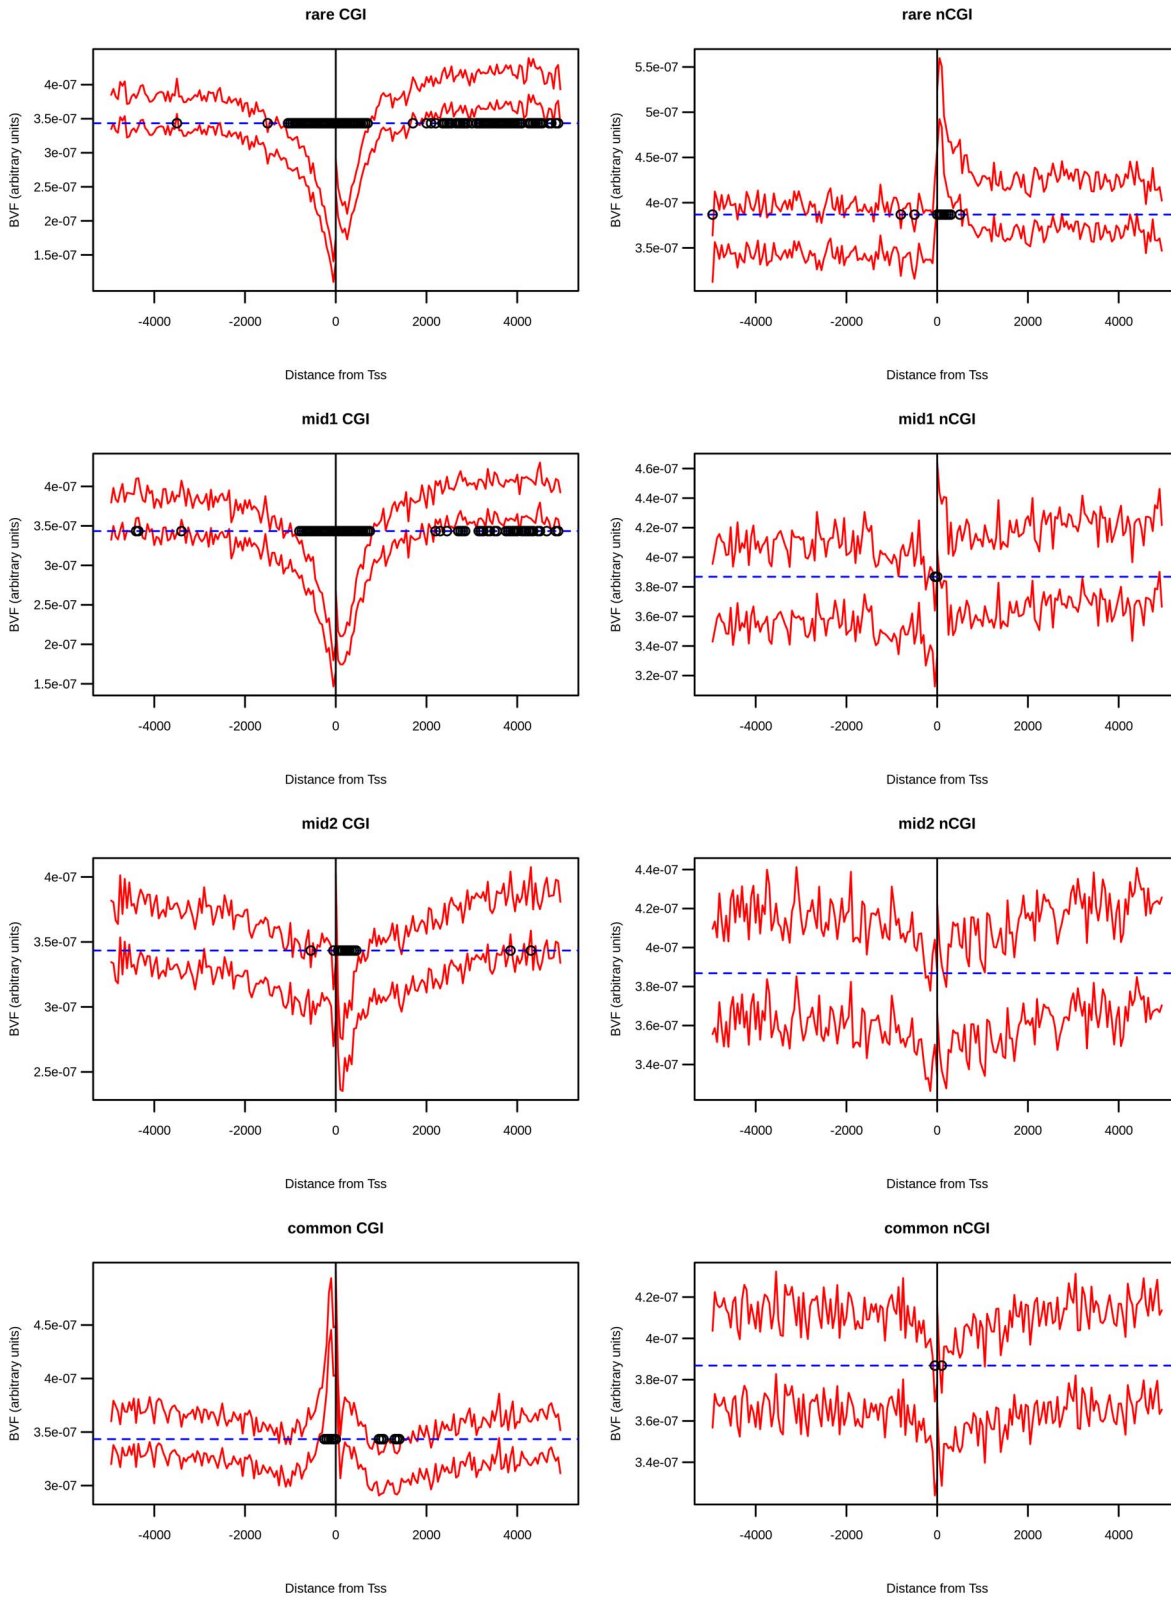 rare CGI
BVF (arbitrary units)
4e-07
3.5e-07
3e-07
2.5e-07
2e-07
1.5e-07
-4000 -2000 0 2000 4000
Distance from Tss
rare nCGI
BVF (arbitrary units)
5.5e-07
5e-07
4.5e-07
4e-07
3.5e-07
-4000 -2000 0 2000 4000
Distance from Tss
mid1 CGI
BVF (arbitrary units)
4e-07
3.5e-07
3e-07
2.5e-07
2e-07
1.5e-07
-4000 -2000 0 2000 4000
Distance from Tss
mid1 nCGI
BVF (arbitrary units)
4.6e-07
4.4e-07
4.2e-07
4e-07
3.8e-07
3.6e-07
3.4e-07
3.2e-07
-4000 -2000 0 2000 4000
Distance from Tss
mid2 CGI
BVF (arbitrary units)
4e-07
3.5e-07
3e-07
2.5e-07
-4000 -2000 0 2000 4000
Distance from Tss
mid2 nCGI
BVF (arbitrary units)
4.4e-07
4.2e-07
4e-07
3.8e-07
3.6e-07
3.4e-07
-4000 -2000 0 2000 4000
Distance from Tss
common CGI
BVF (arbitrary units)
4.5e-07
4e-07
3.5e-07
3e-07
-4000 -2000 0 2000 4000
Distance from Tss
common nCGI
BVF (arbitrary units)
4.2e-07
4e-07
3.8e-07
3.6e-07
3.4e-07
-4000 -2000 0 2000 4000
Distance from Tss